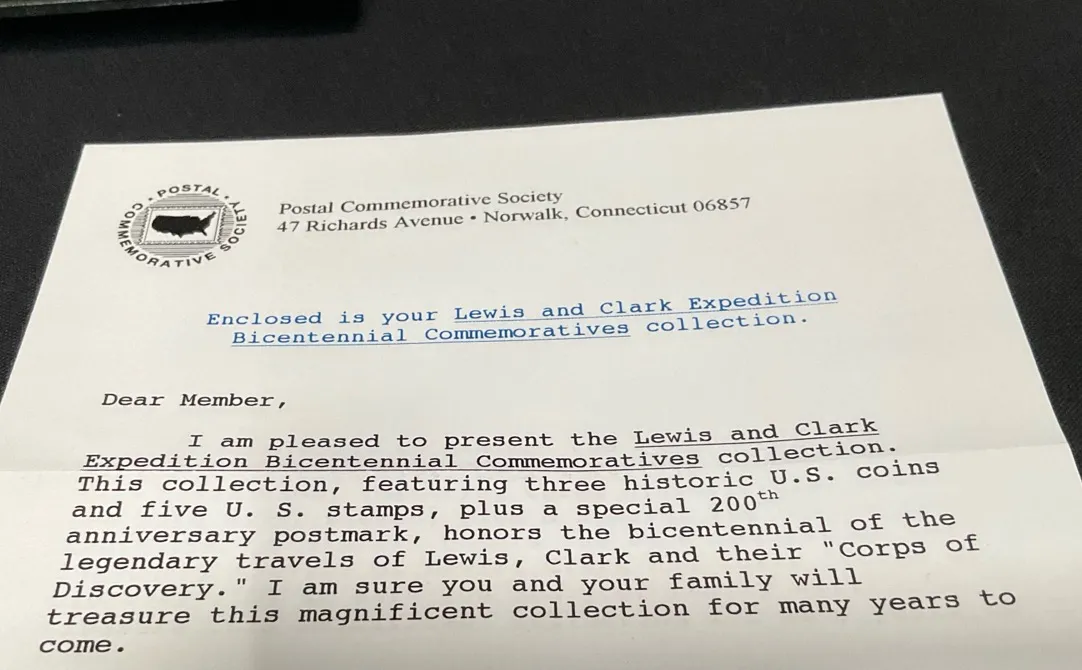 · POSTAL · COMMEMORATIVE SOCIETY
Postal Commemorative Society
47 Richards Avenue • Norwalk, Connecticut 06857
Enclosed is your Lewis and Clark Expedition
Bicentennial Commemoratives collection.
Dear Member,
I am pleased to present the Lewis and Clark
Expedition Bicentennial Commemoratives collection.
This collection, featuring three historic U.S. coins
and five U. S. stamps, plus a special 200th
anniversary postmark, honors the bicentennial of the
legendary travels of Lewis, Clark and their "Corps of
Discovery." I am sure you and your family will
treasure this magnificent collection for many years to
come.